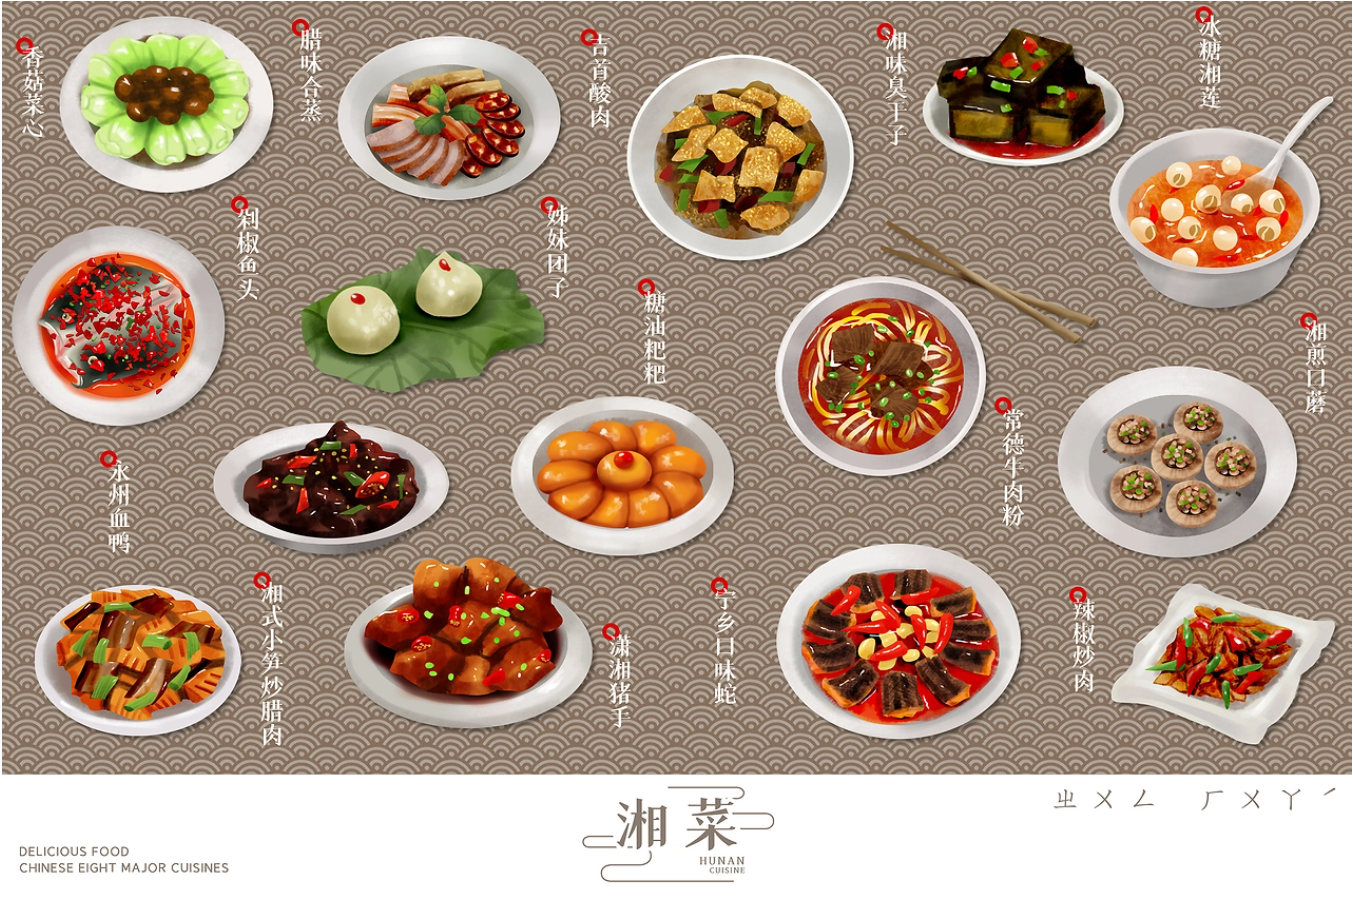 香菇菜心
腊味合蒸
吉首酸肉
湘味臭干子
冰糖湘莲
剁椒鱼头
姊妹团子
糖油粑粑
湘煎口蘑
常德牛肉粉
永州血鸭
湘式小笋炒腊肉
潇湘猪手
宁乡口味蛇
辣椒炒肉
DELICIOUS FOOD
CHINESE EIGHT MAJOR CUISINES
湘菜
HUNAN
CUISINE
ㄓㄨㄥ ㄏㄨㄚˊ